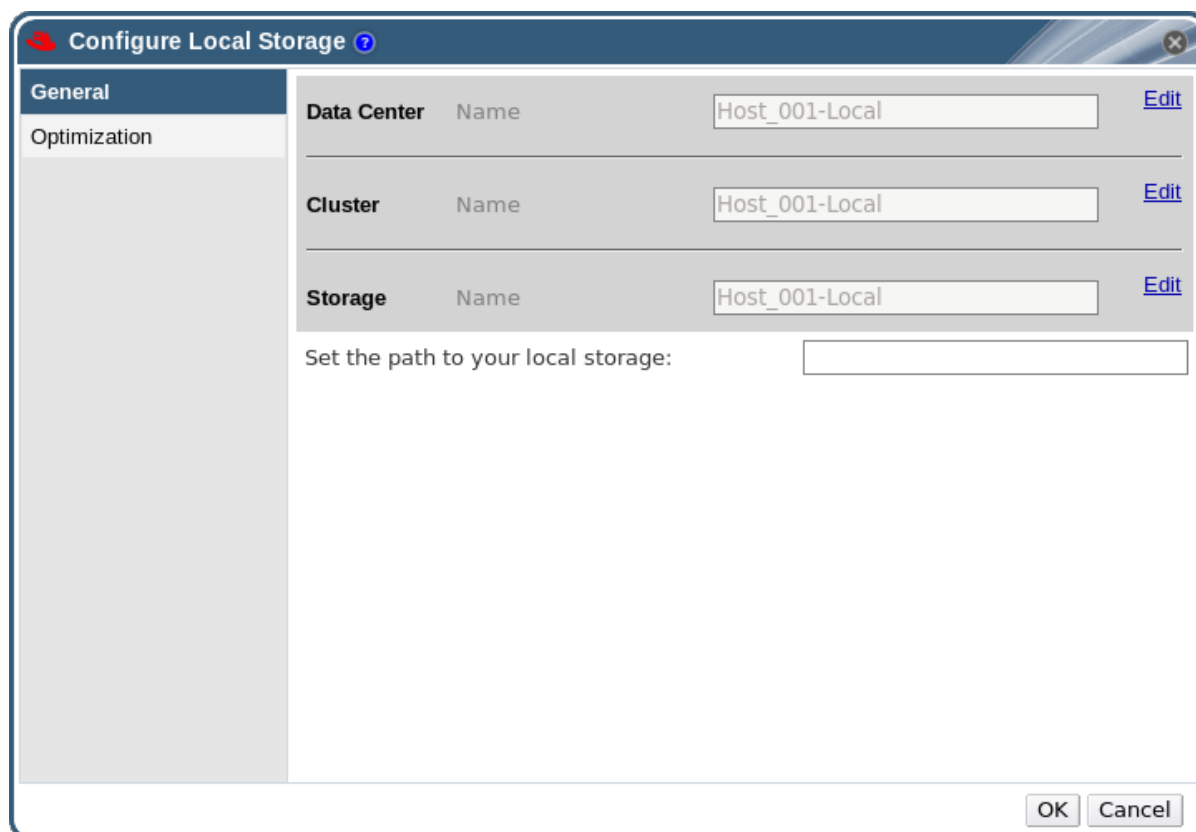 Configure Local Storage ?
General
Optimization
Data Center Name Host_001-Local Edit
Cluster Name Host_001-Local Edit
Storage Name Host_001-Local Edit
Set the path to your local storage:
OK Cancel